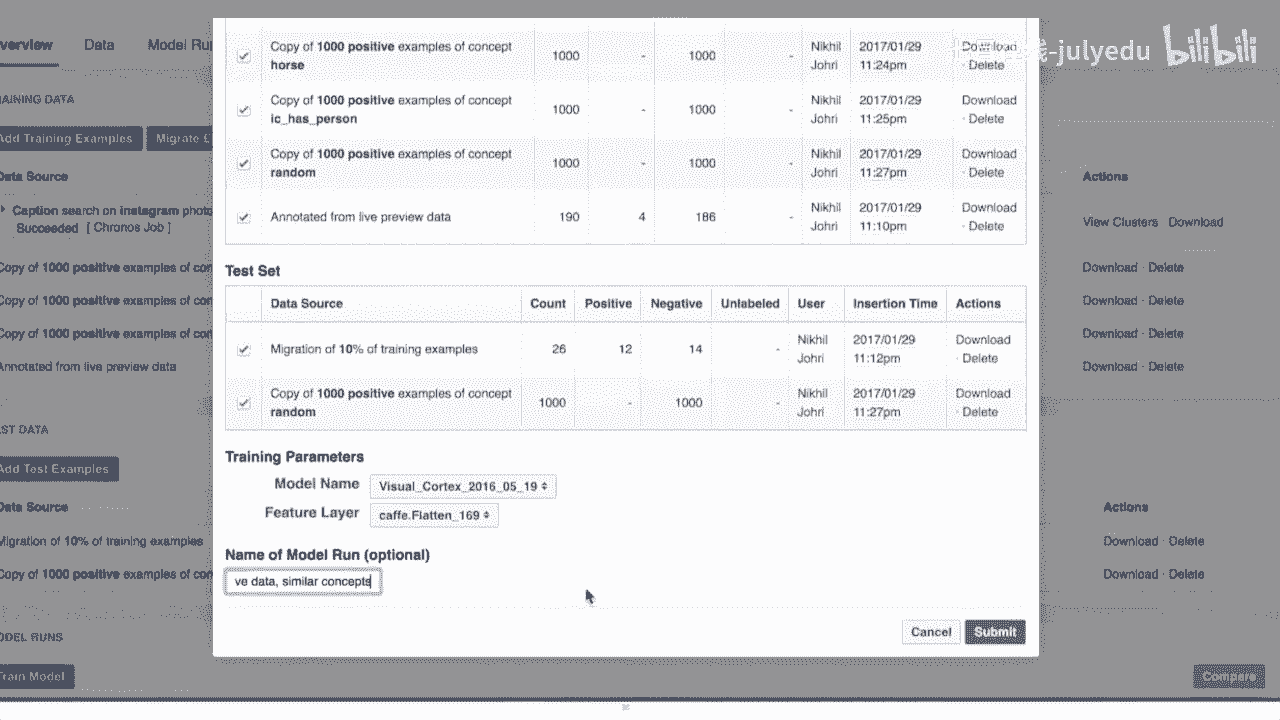 verview Data Model Ru
-julyedu bilibili
AINING DATA
Add Training Examples Migrate E
Data Source
Actions
Caption search on instagram photo
Succeeded [ Chronos Job ]
View Clusters Download
Copy of 1000 positive examples of con
Download · Delete
Copy of 1000 positive examples of con
Download · Delete
Copy of 1000 positive examples of con
Download · Delete
Annotated from live preview data
Download · Delete
ST DATA
Add Test Examples
Data Source
Actions
Migration of 10% of training examples
Download · Delete
Copy of 1000 positive examples of con
Download · Delete
ODEL RUNS
Train Model
Compare
Copy of 1000 positive examples of concept
horse
1000 - 1000 -
Nikhil
Johri
2017/01/29
11:24pm
Download
· Delete
Copy of 1000 positive examples of concept
ic_has_person
1000 - 1000 -
Nikhil
Johri
2017/01/29
11:25pm
Download
· Delete
Copy of 1000 positive examples of concept
random
1000 - 1000 -
Nikhil
Johri
2017/01/29
11:27pm
Download
· Delete
Annotated from live preview data
190 4 186 -
Nikhil
Johri
2017/01/29
11:10pm
Download
· Delete
Test Set
Data Source Count Positive Negative Unlabeled User Insertion Time Actions
Migration of 10% of training examples
26 12 14 -
Nikhil
Johri
2017/01/29
11:12pm
Download
· Delete
Copy of 1000 positive examples of concept
random
1000 - 1000 -
Nikhil
Johri
2017/01/29
11:27pm
Download
· Delete
Training Parameters
Model Name Visual_Cortex_2016_05_19
Feature Layer caffe.Flatten_169
Name of Model Run (optional)
ve data, similar concepts
Cancel Submit